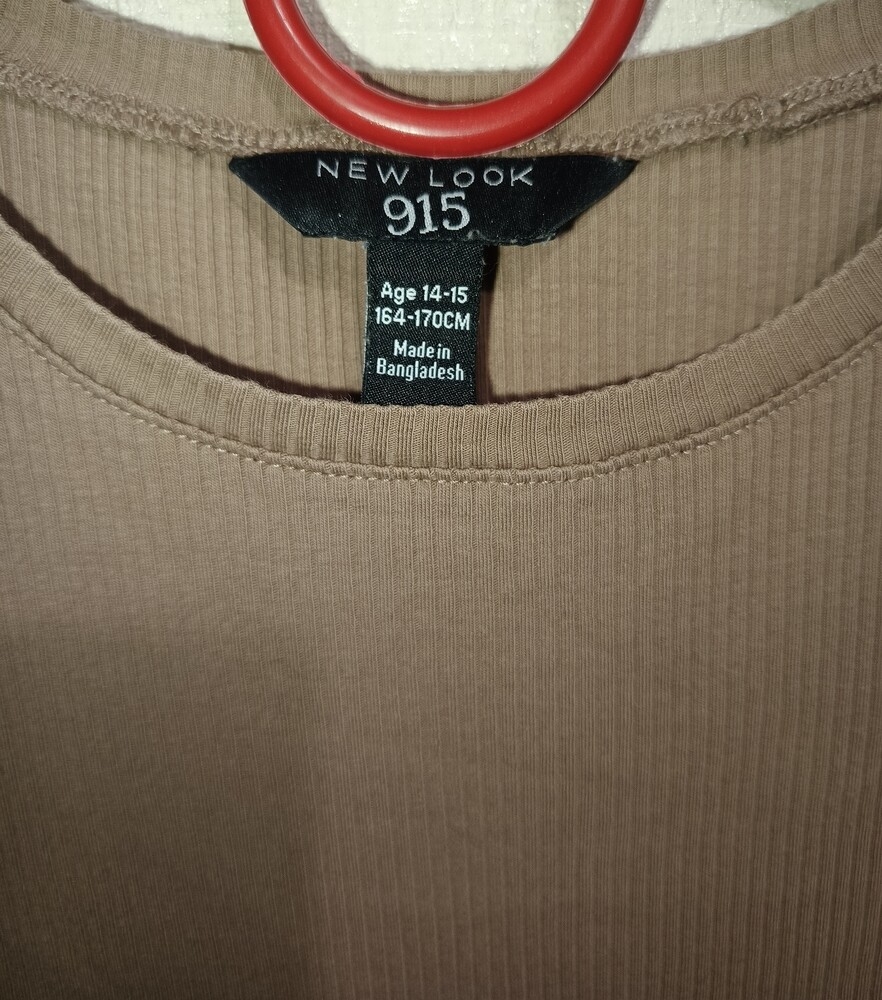 NEW LOOK
915
Age 14-15
164-170CM
Made in
Bangladesh